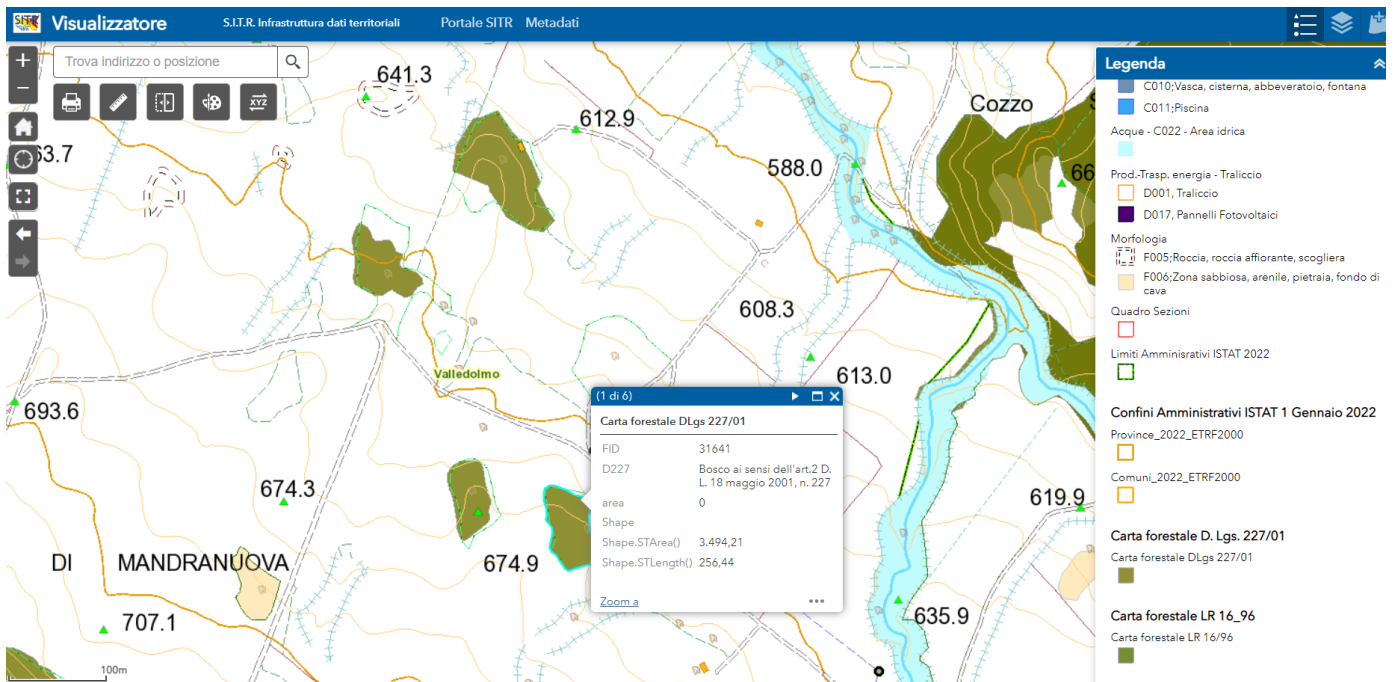 SITR
Visualizzatore
S.I.T.R. Infrastruttura dati territoriali
Portale SITR
Metadati
+
−
Trova indirizzo o posizione
XYZ
641.3
612.9
588.0
Cozzo
63.7
66
608.3
613.0
Valledolmo
693.6
674.3
674.9
619.9
635.9
DI MANDRANUOVA
707.1
100m
(1 di 6)
Carta forestale DLgs 227/01
FID 31641
D227 Bosco ai sensi dell'art.2 D.
L. 18 maggio 2001, n. 227
area 0
Shape
Shape.STArea() 3.494,21
Shape.STLength() 256,44
Zoom a
Legenda
C010;Vasca, cisterna, abbeveratoio, fontana
C011;Piscina
Acque - C022 - Area idrica
Prod.-Trasp. energia - Traliccio
D001, Traliccio
D017, Pannelli Fotovoltaici
Morfologia
F005;Roccia, roccia affiorante, scogliera
F006;Zona sabbiosa, arenile, pietraia, fondo di
cava
Quadro Sezioni
Limiti Amminisrativi ISTAT 2022
Confini Amministrativi ISTAT 1 Gennaio 2022
Province_2022_ETRF2000
Comuni_2022_ETRF2000
Carta forestale D. Lgs. 227/01
Carta forestale DLgs 227/01
Carta forestale LR 16_96
Carta forestale LR 16/96